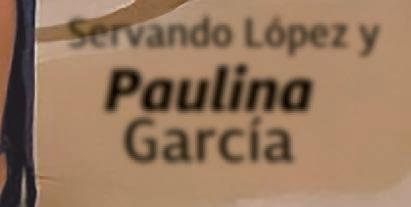 Servando López y
Paulina
García